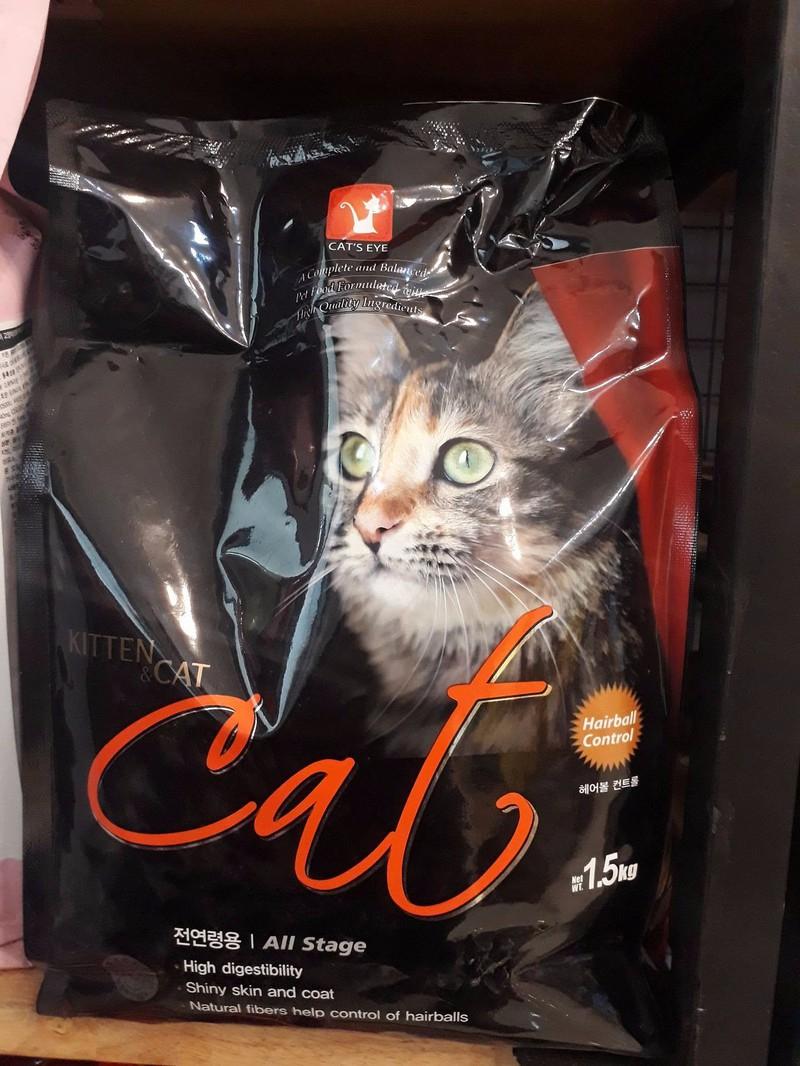 CAT'S EYE
A Complete and Balanced
Pet Food Formulated with
High Quality Ingredients
KITTEN
&CAT
cat
Hairball
Control
헤어볼 컨트롤
Net
WT. 1.5kg
전연령용 | All Stage
· High digestibility
· Shiny skin and coat
· Natural fibers help control of hairballs